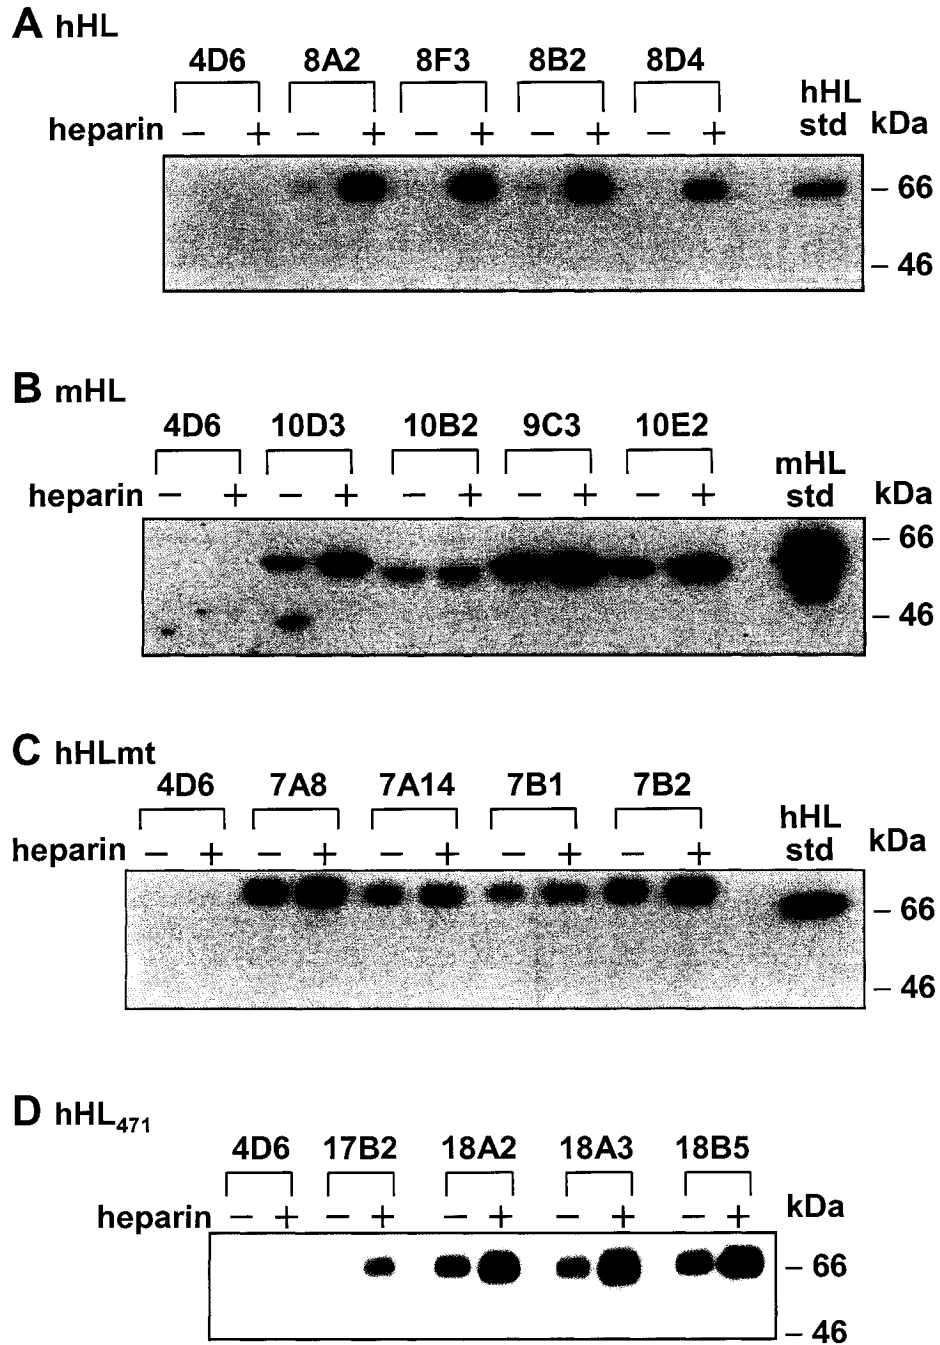 A hHL
4D6 8A2 8F3 8B2 8D4
hHL
std kDa
heparin – + – + – + – + – +
– 66
– 46
B mHL
4D6 10D3 10B2 9C3 10E2
mHL
std kDa
heparin – + – + – + – + – +
– 66
– 46
C hHLmt
4D6 7A8 7A14 7B1 7B2
hHL
std kDa
heparin – + – + – + – + – +
– 66
– 46
D hHL471
4D6 17B2 18A2 18A3 18B5
kDa
heparin – + – + – + – + – +
– 66
– 46